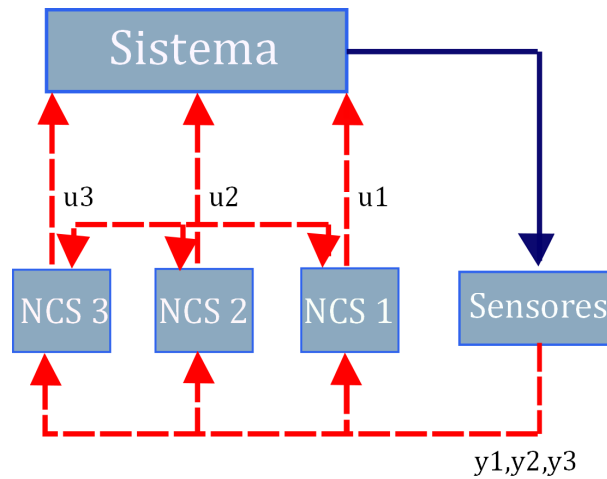 Sistema
u3
u2
u1
NCS 3
NCS 2
NCS 1
Sensores
y1,y2,y3